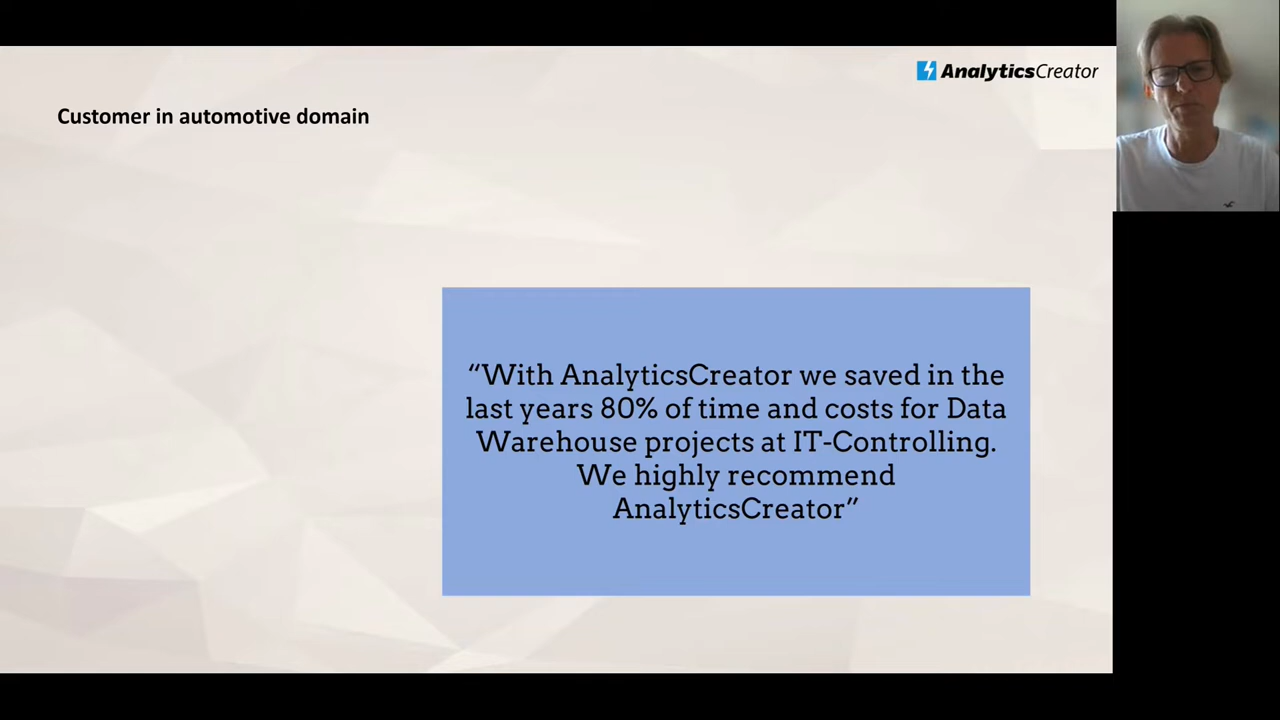 AnalyticsCreator
Customer in automotive domain
“With AnalyticsCreator we saved in the
last years 80% of time and costs for Data
Warehouse projects at IT-Controlling.
We highly recommend
AnalyticsCreator”